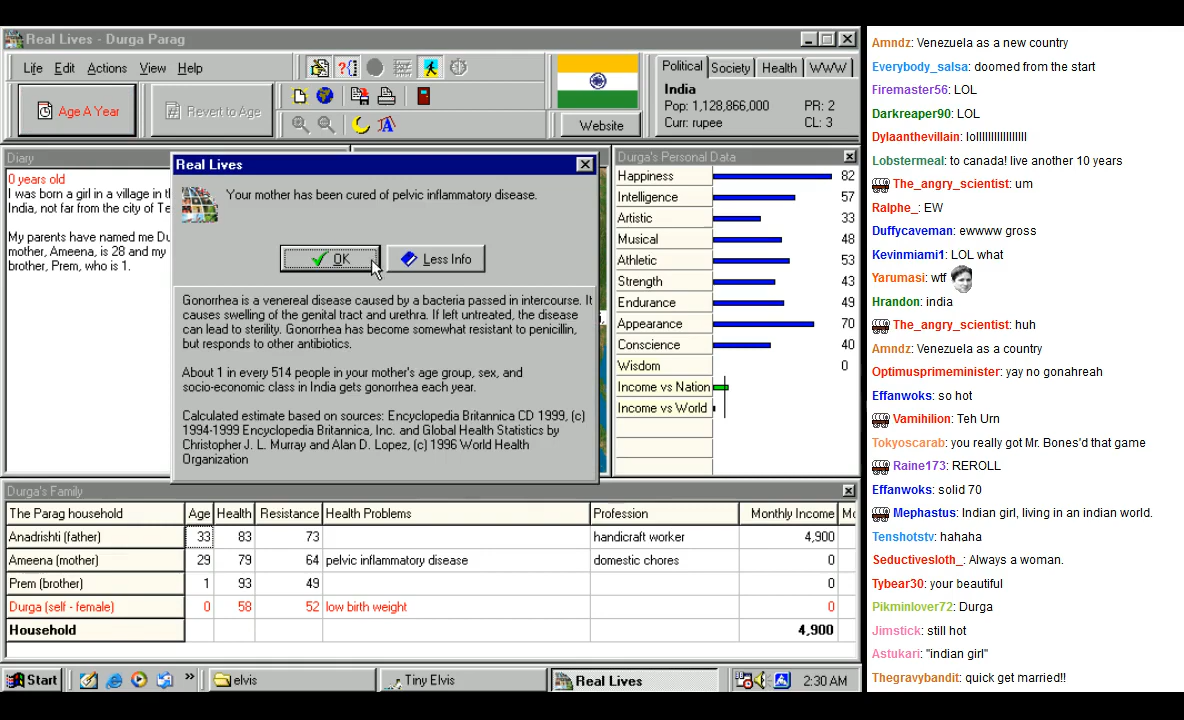 Real Lives - Durga Parag
Life Edit Actions View Help
Age A Year
Revert to Age
Website
Political Society Health WWW
India
Pop: 1,128,866,000 PR: 2
Curr: rupee CL: 3
Diary
0 years old
I was born a girl in a village in th
India, not far from the city of Te
My parents have named me Du
mother, Ameena, is 28 and my
brother, Prem, who is 1.
Real Lives
Your mother has been cured of pelvic inflammatory disease.
OK
Less Info
Gonorrhea is a venereal disease caused by a bacteria passed in intercourse. It
causes swelling of the genital tract and urethra. If left untreated, the disease
can lead to sterility. Gonorrhea has become somewhat resistant to penicillin,
but responds to other antibiotics.
About 1 in every 514 people in your mother's age group, sex, and
socio-economic class in India gets gonorrhea each year.
Calculated estimate based on sources: Encyclopedia Britannica CD 1999, (c)
1994-1999 Encyclopedia Britannica, Inc. and Global Health Statistics by
Christopher J. L. Murray and Alan D. Lopez, (c) 1996 World Health
Organization
Durga's Personal Data
Happiness 82
Intelligence 57
Artistic 33
Musical 48
Athletic 53
Strength 43
Endurance 49
Appearance 70
Conscience 40
Wisdom 0
Income vs Nation
Income vs World
Durga's Family
The Parag household Age Health Resistance Health Problems Profession Monthly Income Mo
Anadrishti (father) 33 83 73 handicraft worker 4,900
Ameena (mother) 29 79 64 pelvic inflammatory disease domestic chores 0
Prem (brother) 1 93 49 0
Durga (self - female) 0 58 52 low birth weight 0
Household 4,900
Start » elvis Tiny Elvis Real Lives 2:30 AM
Amndz: Venezuela as a new country
Everybody_salsa: doomed from the start
Firemaster56: LOL
Darkreaper90: LOL
Dylaanthevillain: lolllllllllllllllll
Lobstermeal: to canada! live another 10 years
The_angry_scientist: um
Ralphe_: EW
Duffycaveman: ewwww gross
Kevinmiami1: LOL what
Yarumasi: wtf
Hrandon: india
The_angry_scientist: huh
Amndz: Venezuela as a country
Optimusprimeminister: yay no gonahreah
Effanwoks: so hot
Vamihilion: Teh Urn
Tokyoscarab: you really got Mr. Bones'd that game
Raine173: REROLL
Effanwoks: solid 70
Mephastus: Indian girl, living in an indian world.
Tenshotstv: hahaha
Seductivesloth_: Always a woman.
Tybear30: your beautiful
Pikminlover72: Durga
Jimstick: still hot
Astukari: "indian girl"
Thegravybandit: quick get married!!